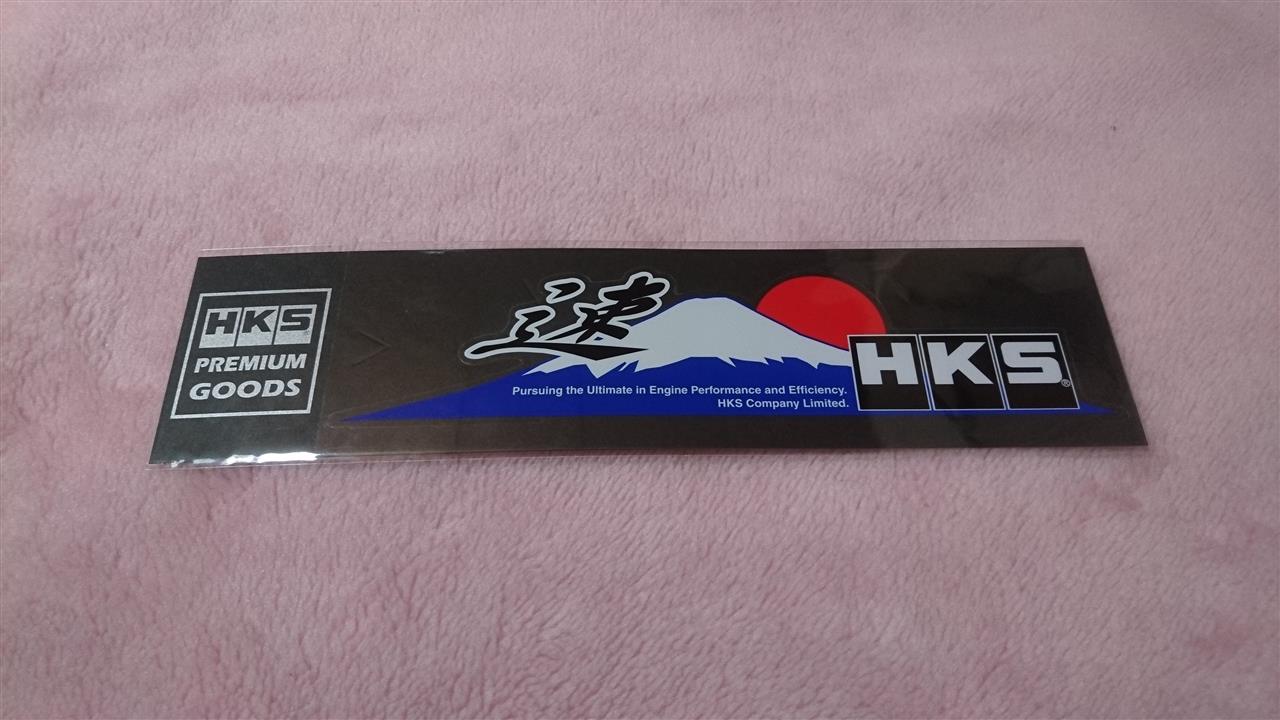 HKS
PREMIUM
GOODS
速
Pursuing the Ultimate in Engine Performance and Efficiency.
HKS Company Limited.
HKS®